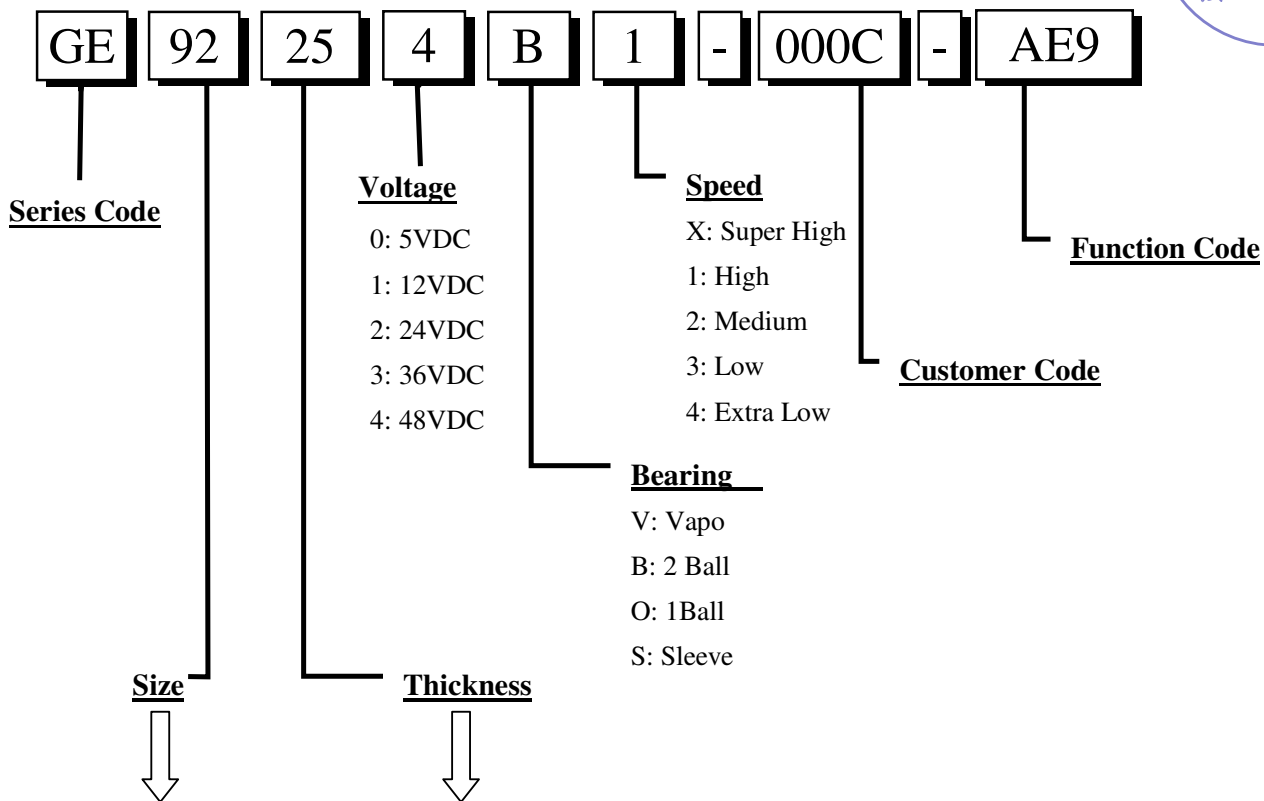 GE 92 25 4 B 1 - 000C - AE9
Series Code
Voltage
0: 5VDC
1: 12VDC
2: 24VDC
3: 36VDC
4: 48VDC
Speed
X: Super High
1: High
2: Medium
3: Low
4: Extra Low
Function Code
Customer Code
Bearing
V: Vapo
B: 2 Ball
O: 1Ball
S: Sleeve
Size
Thickness